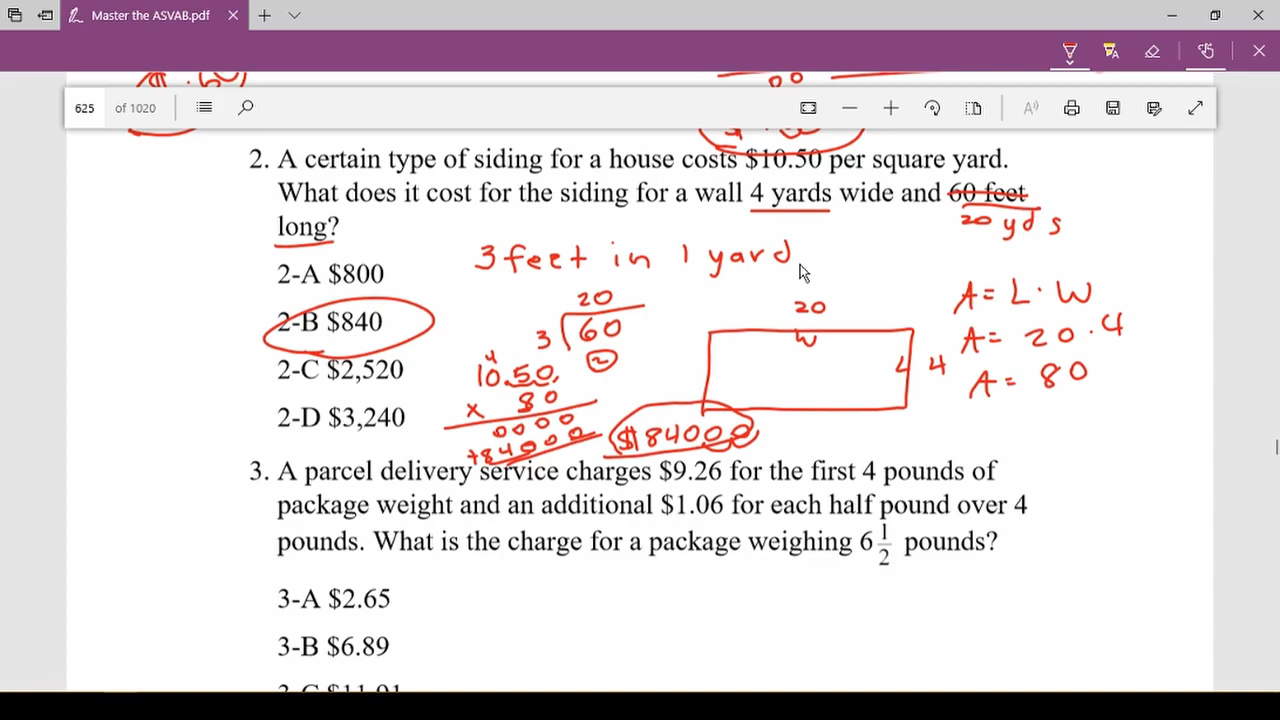 Master the ASVAB.pdf
625 of 1020
2. A certain type of siding for a house costs $10.50 per square yard.
What does it cost for the siding for a wall 4 yards wide and 60 feet
20 yds
long?
3 feet in 1 yard
2-A $800
2-B $840
2-C $2,520
2-D $3,240
20
3 60
2
4
10.50
x 80
0000
+84000
$84000
20
W
L 4
A = L · W
A = 20 · 4
A = 80
3. A parcel delivery service charges $9.26 for the first 4 pounds of
package weight and an additional $1.06 for each half pound over 4
pounds. What is the charge for a package weighing 6 1/2 pounds?
3-A $2.65
3-B $6.89